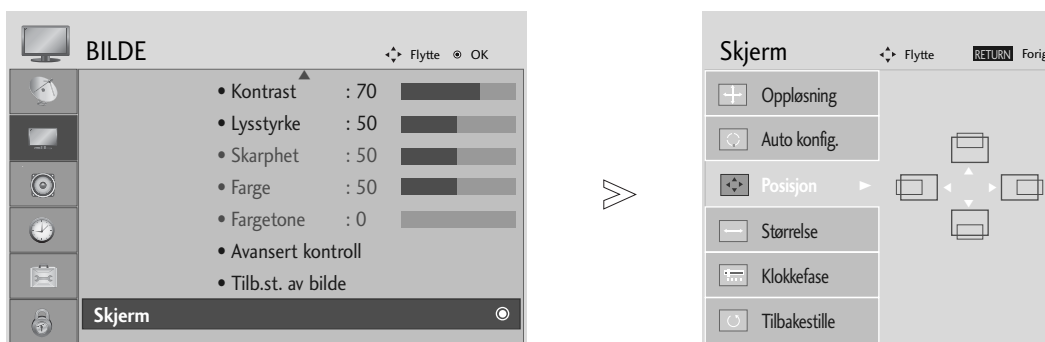 BILDE
Flytte OK
• Kontrast : 70
• Lysstyrke : 50
• Skarphet : 50
• Farge : 50
• Fargetone : 0
• Avansert kontroll
• Tilb.st. av bilde
Skjerm
Skjerm
Flytte RETURN Forig
Oppløsning
Auto konfig.
Posisjon
Størrelse
Klokkefase
Tilbakestille